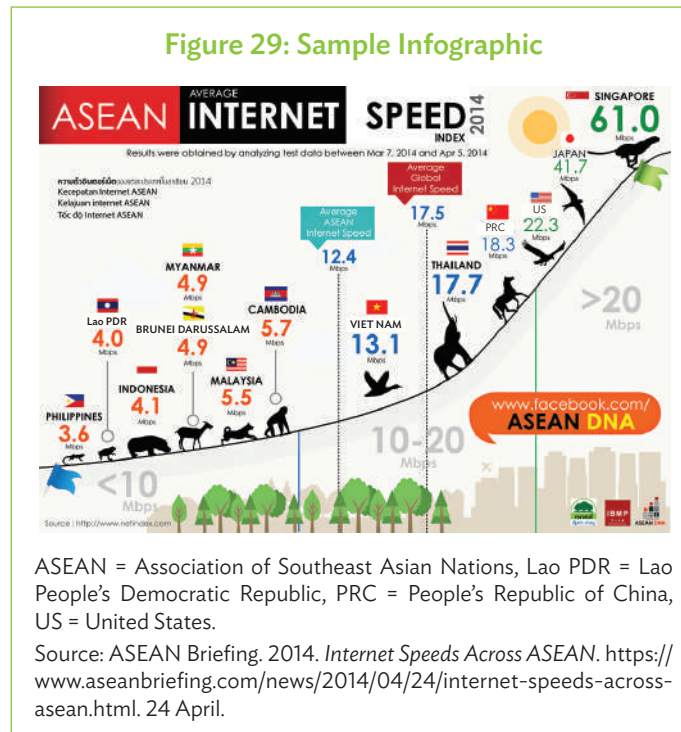 Figure 29: Sample Infographic
ASEAN AVERAGE INTERNET SPEED INDEX 2014
Results were obtained by analyzing test data between Mar 7, 2014 and Apr 5, 2014
2014
Kecepatan Internet ASEAN
Kelajuan internet ASEAN
Tốc độ Internet ASEAN
SINGAPORE
61.0
Mbps
JAPAN
41.7
Mbps
US
22.3
Mbps
PRC
18.3
Mbps
Average
Global
Internet Speed
17.5
Mbps
THAILAND
17.7
Mbps
Average
ASEAN
Internet Speed
12.4
Mbps
VIET NAM
13.1
Mbps
MYANMAR
4.9
Mbps
CAMBODIA
5.7
Mbps
Lao PDR
4.0
Mbps
BRUNEI DARUSSALAM
4.9
Mbps
INDONESIA
4.1
Mbps
MALAYSIA
5.5
Mbps
PHILIPPINES
3.6
Mbps
<10
Mbps
10-20
Mbps
>20
Mbps
www.facebook.com/
ASEAN DNA
Source : http://www.netindex.com
IBMP
ASEAN DNA
ASEAN = Association of Southeast Asian Nations, Lao PDR = Lao
People’s Democratic Republic, PRC = People’s Republic of China,
US = United States.
Source: ASEAN Briefing. 2014. Internet Speeds Across ASEAN. https://
www.aseanbriefing.com/news/2014/04/24/internet-speeds-across-
asean.html. 24 April.